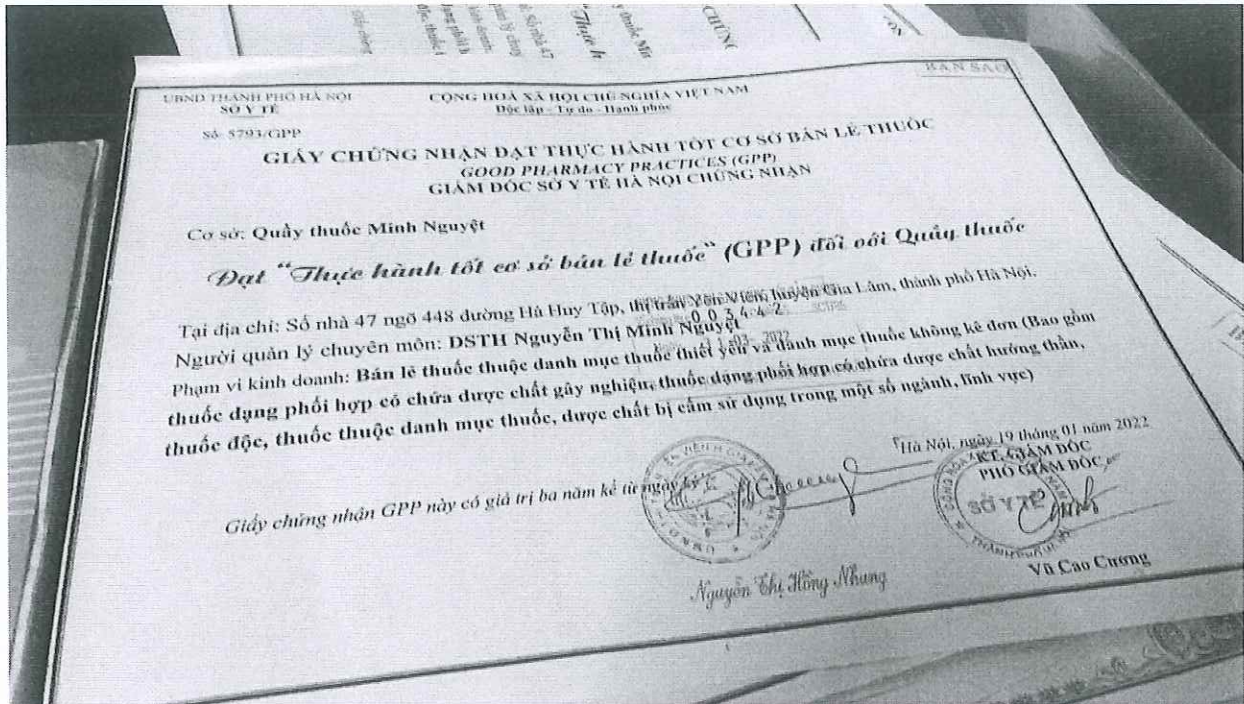 BẢN SAO
UBND THÀNH PHỐ HÀ NỘI
SỞ Y TẾ
CỘNG HOÀ XÃ HỘI CHỦ NGHĨA VIỆT NAM
Độc lập - Tự do - Hạnh phúc
Số: 5793/GPP
GIẤY CHỨNG NHẬN ĐẠT THỰC HÀNH TỐT CƠ SỞ BÁN LẺ THUỐC
GOOD PHARMACY PRACTICES (GPP)
GIÁM ĐỐC SỞ Y TẾ HÀ NỘI CHỨNG NHẬN
Cơ sở: Quầy thuốc Minh Nguyệt
Đạt “Thực hành tốt cơ sở bán lẻ thuốc“ (GPP) đối với Quầy thuốc
Tại địa chỉ: Số nhà 47 ngõ 448 đường Hà Huy Tập, thị trấn Yên Viên, huyện Gia Lâm, thành phố Hà Nội.
003442
Người quản lý chuyên môn: DSTH Nguyễn Thị Minh Nguyệt
11-03-2022
Phạm vi kinh doanh: Bán lẻ thuốc thuộc danh mục thuốc thiết yếu và danh mục thuốc không kê đơn (Bao gồm
thuốc dạng phối hợp có chứa dược chất gây nghiện, thuốc dạng phối hợp có chứa dược chất hướng thần,
thuốc độc, thuốc thuộc danh mục thuốc, dược chất bị cấm sử dụng trong một số ngành, lĩnh vực)
Hà Nội, ngày 19 tháng 01 năm 2022
KT. GIÁM ĐỐC
PHÓ GIÁM ĐỐC
Giấy chứng nhận GPP này có giá trị ba năm kể từ ngày ký
SỞ Y TẾ
Nguyễn Thị Hồng Nhung
Vũ Cao Cương